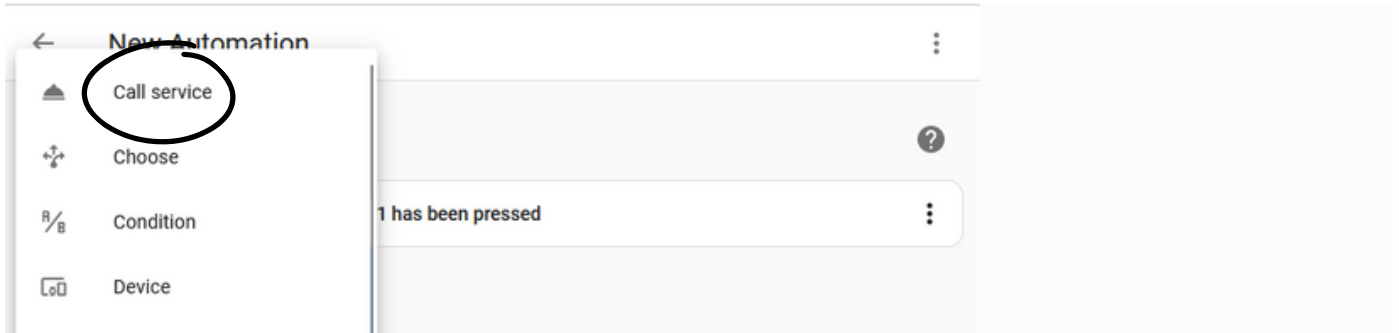 New Automation
Call service
Choose
1 has been pressed
Condition
Device